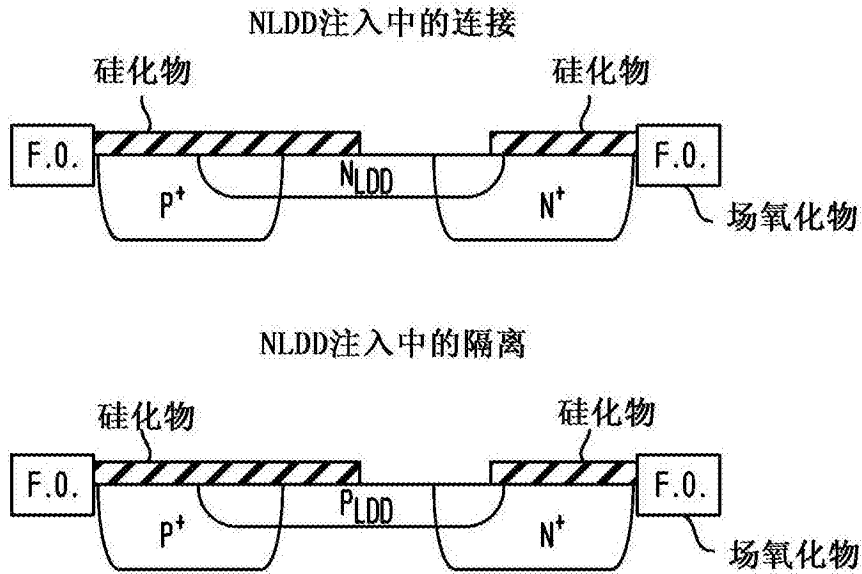 NLDD注入中的连接
硅化物 硅化物
F.O. F.O.
NLDD
P+ N+
场氧化物
NLDD注入中的隔离
硅化物 硅化物
F.O. F.O.
PLDD
P+ N+
场氧化物